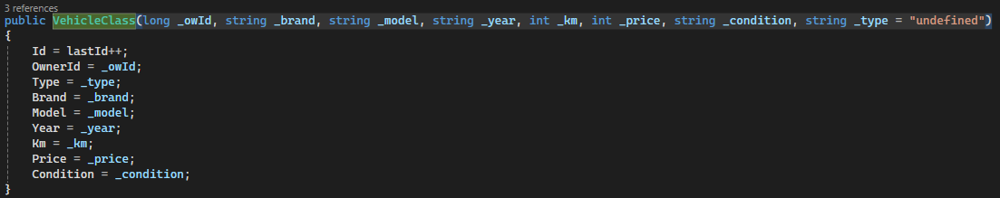 3 references
public VehicleClass(long _owId, string _brand, string _model, string _year, int _km, int _price, string _condition, string _type = "undefined")
{
    Id = lastId++;
    OwnerId = _owId;
    Type = _type;
    Brand = _brand;
    Model = _model;
    Year = _year;
    Km = _km;
    Price = _price;
    Condition = _condition;
}